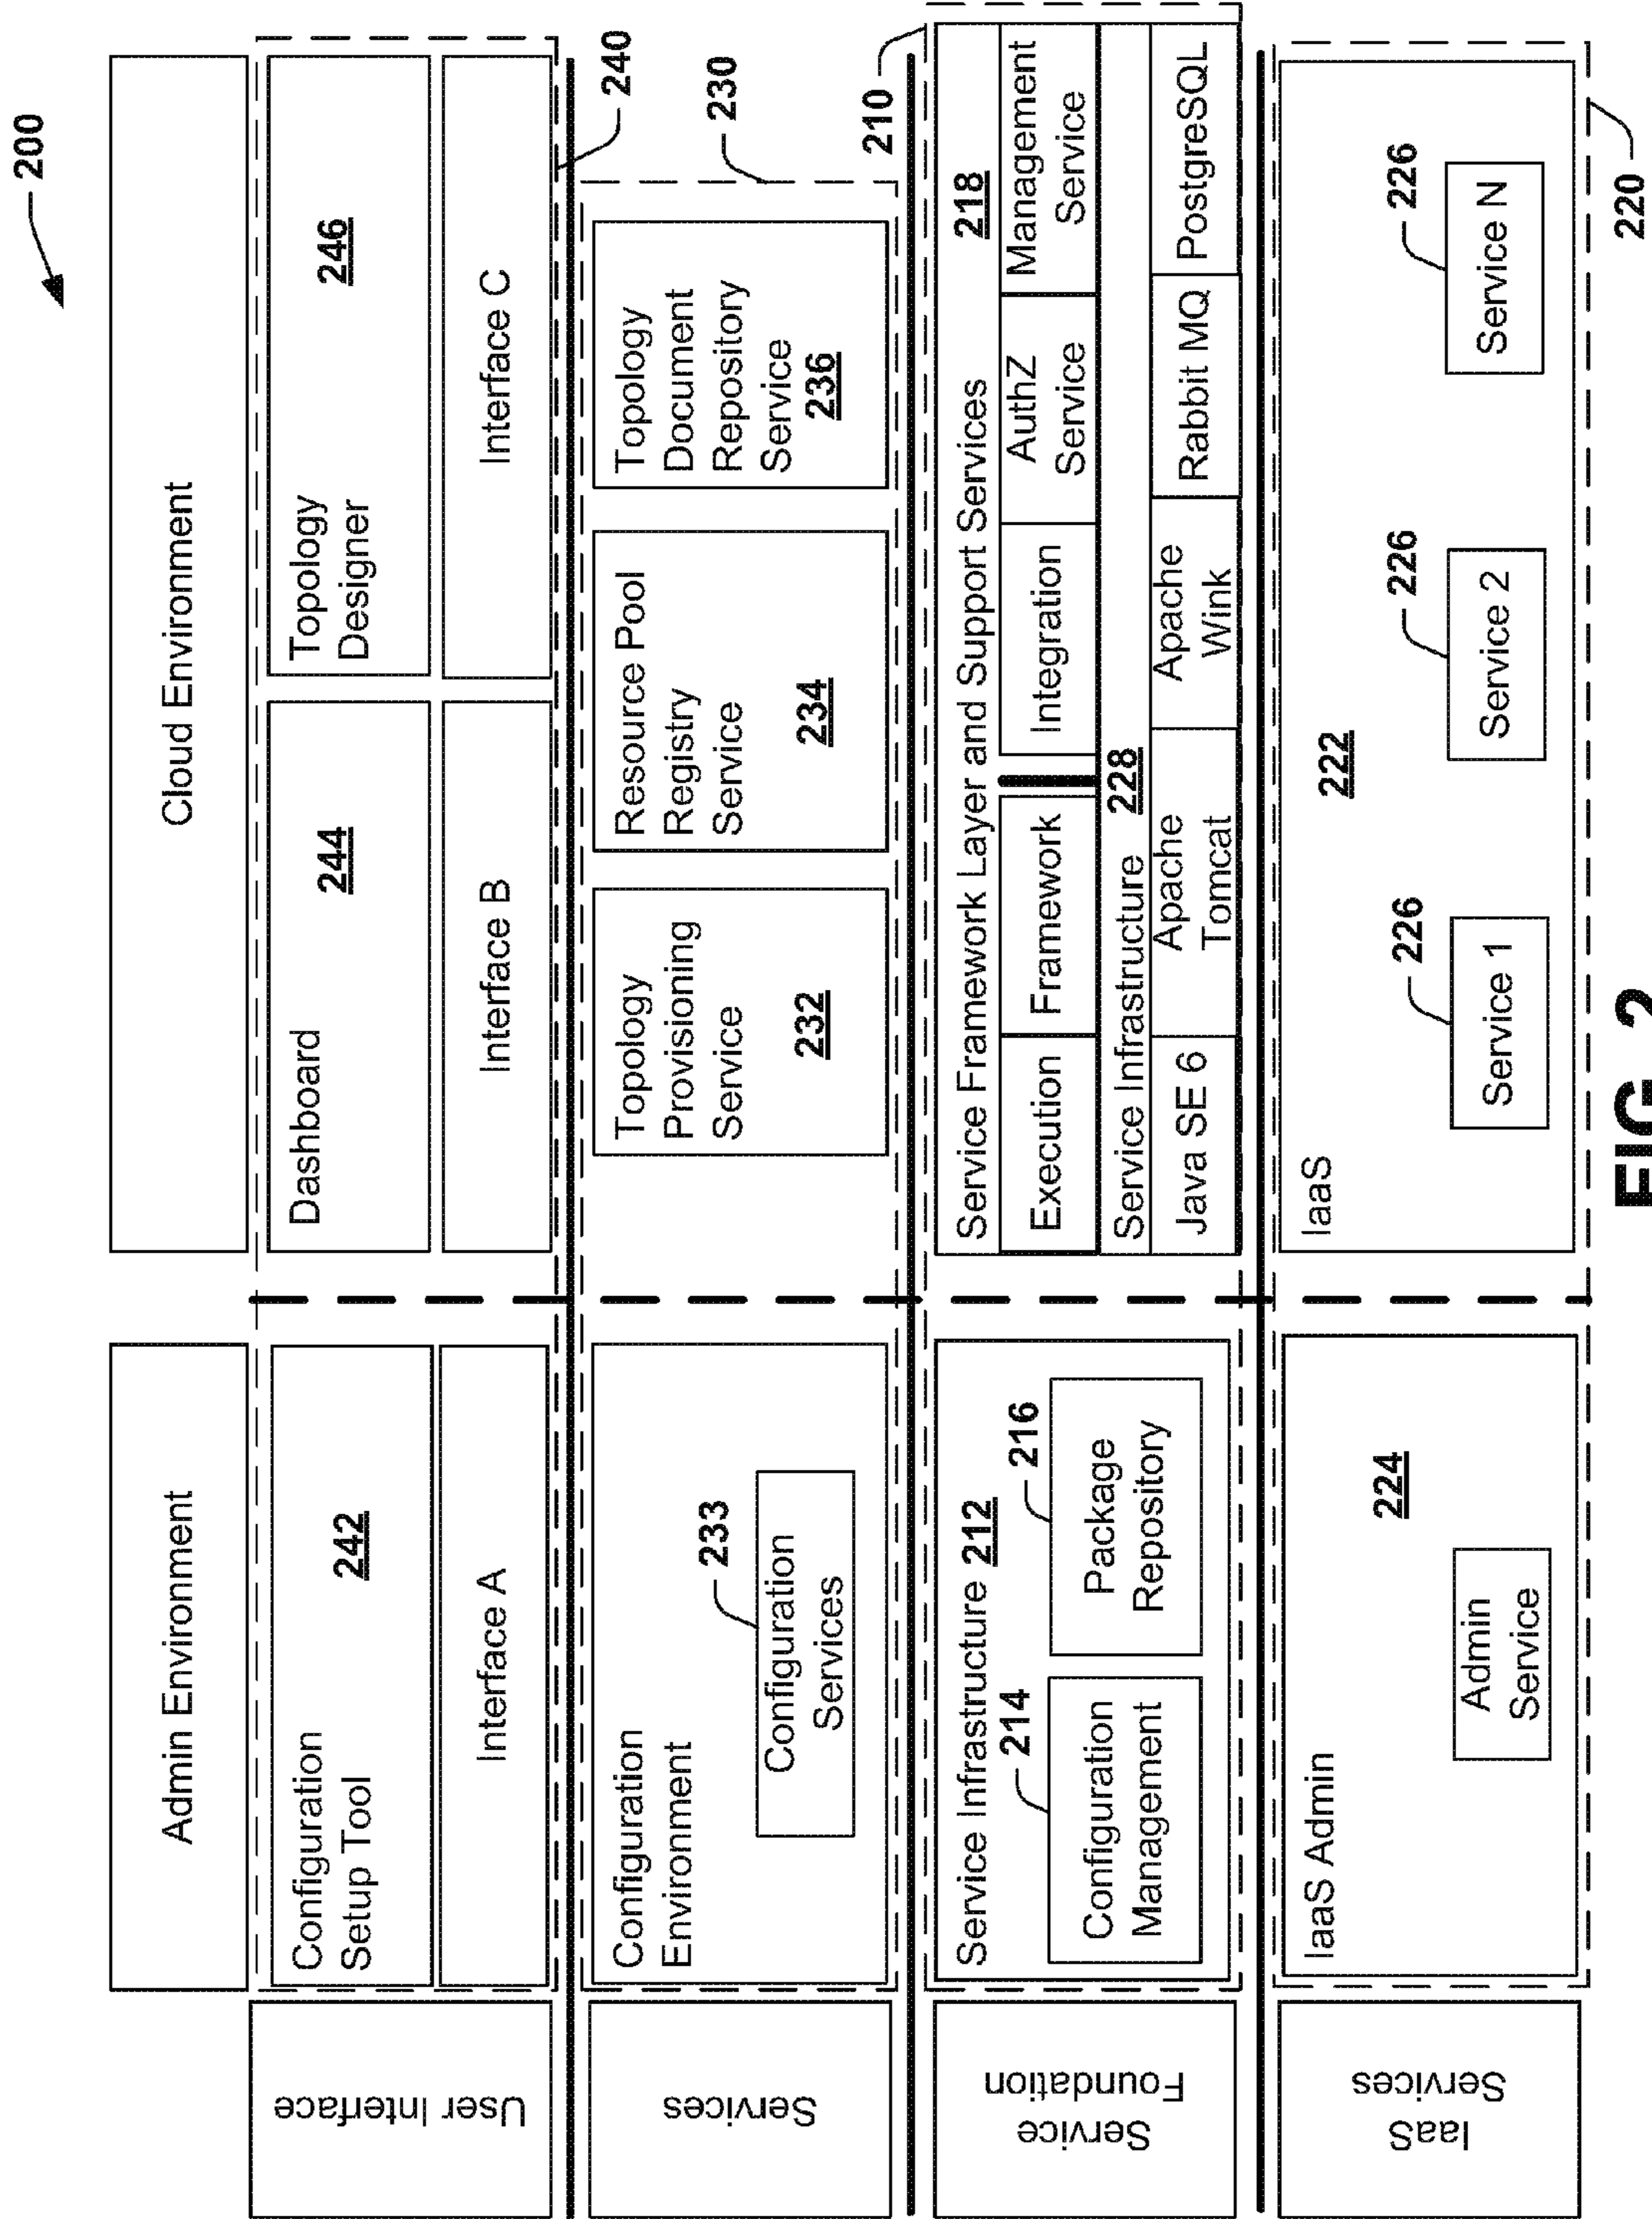 200
Admin Environment
Cloud Environment
User Interface
Configuration
Setup Tool
242
Interface A
Dashboard
244
Interface B
Topology
Designer
246
Interface C
240
Services
Configuration
Environment
233
Configuration
Services
Topology
Provisioning
Service
232
Resource Pool
Registry
Service
234
Topology
Document
Repository
Service
236
230
Service
Foundation
Service Infrastructure 212
214
Configuration
Management
216
Package
Repository
210
Service Framework Layer and Support Services
218
Execution
Framework
Integration
AuthZ
Service
Management
Service
Service Infrastructure 228
Java SE 6
Apache
Tomcat
Apache
Wink
Rabbit MQ
PostgreSQL
IaaS
Services
IaaS Admin
224
Admin
Service
IaaS
222
226
Service 1
226
Service 2
226
Service N
220
FIG. 2